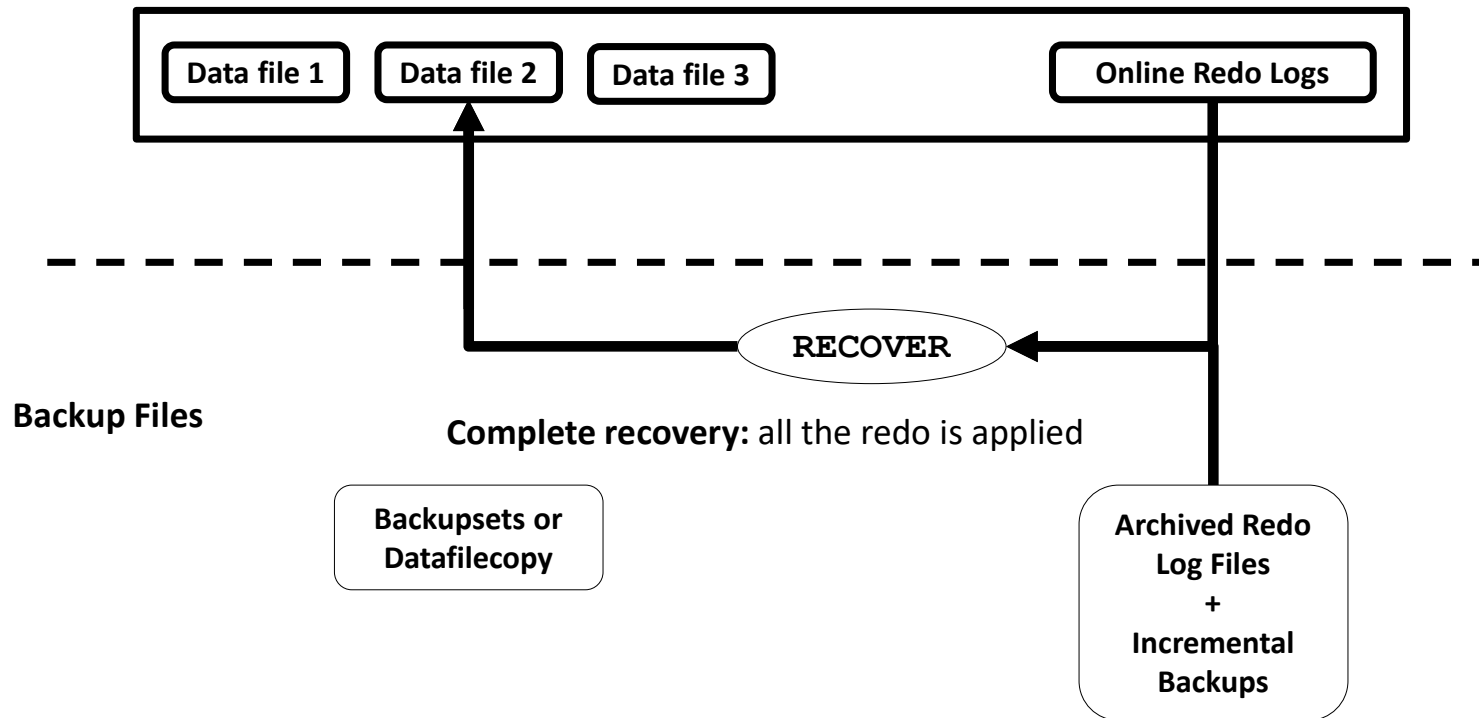 Data file 1
Data file 2
Data file 3
Online Redo Logs
RECOVER
Backup Files
Complete recovery: all the redo is applied
Backupsets or
Datafilecopy
Archived Redo
Log Files
+
Incremental
Backups